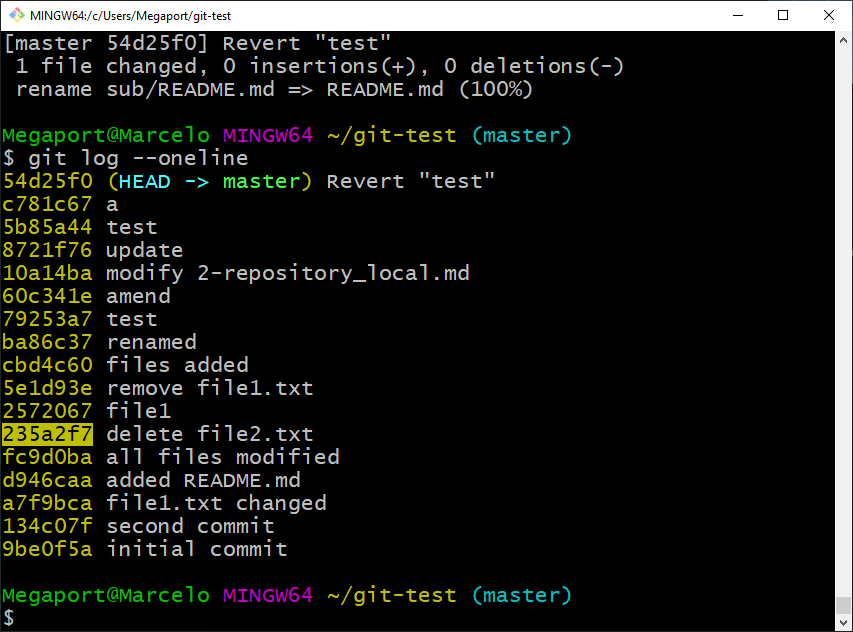 MINGW64:/c/Users/Megaport/git-test
[master 54d25f0] Revert "test"
 1 file changed, 0 insertions(+), 0 deletions(-)
 rename sub/README.md => README.md (100%)
Megaport@Marcelo MINGW64 ~/git-test (master)
$ git log --oneline
54d25f0 (HEAD -> master) Revert "test"
c781c67 a
5b85a44 test
8721f76 update
10a14ba modify 2-repository_local.md
60c341e amend
79253a7 test
ba86c37 renamed
cbd4c60 files added
5e1d93e remove file1.txt
2572067 file1
235a2f7 delete file2.txt
fc9d0ba all files modified
d946caa added README.md
a7f9bca file1.txt changed
134c07f second commit
9be0f5a initial commit
Megaport@Marcelo MINGW64 ~/git-test (master)
$